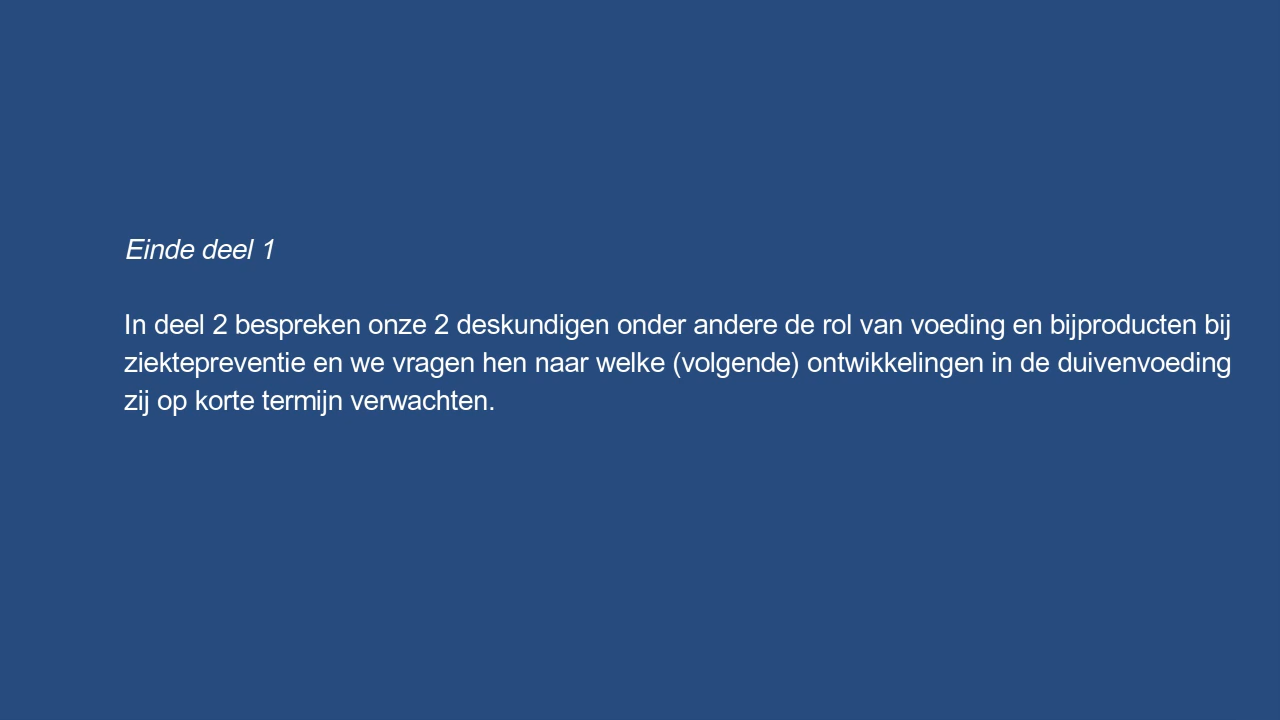 Einde deel 1
In deel 2 bespreken onze 2 deskundigen onder andere de rol van voeding en bijproducten bij
ziektepreventie en we vragen hen naar welke (volgende) ontwikkelingen in de duivenvoeding
zij op korte termijn verwachten.